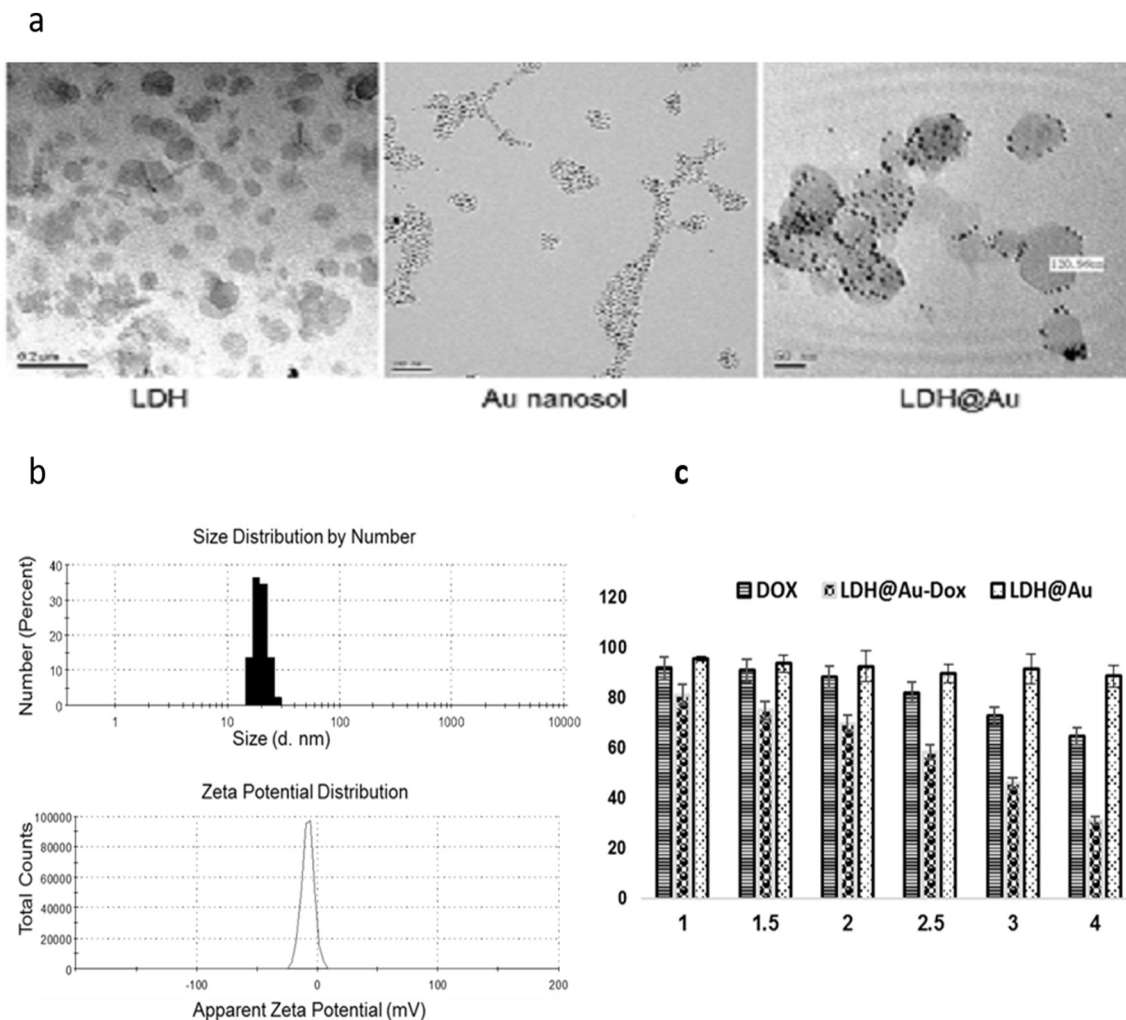 a
0.2 μm
120.96nm
LDH
Au nanosol
LDH@Au
b
Size Distribution by Number
Number (Percent)
40
30
20
10
0
1
10
100
1000
10000
Size (d. nm)
Zeta Potential Distribution
Total Counts
100000
80000
60000
40000
20000
0
-100
0
100
200
Apparent Zeta Potential (mV)
c
DOX
LDH@Au-Dox
LDH@Au
120
100
80
60
40
20
0
1
1.5
2
2.5
3
4